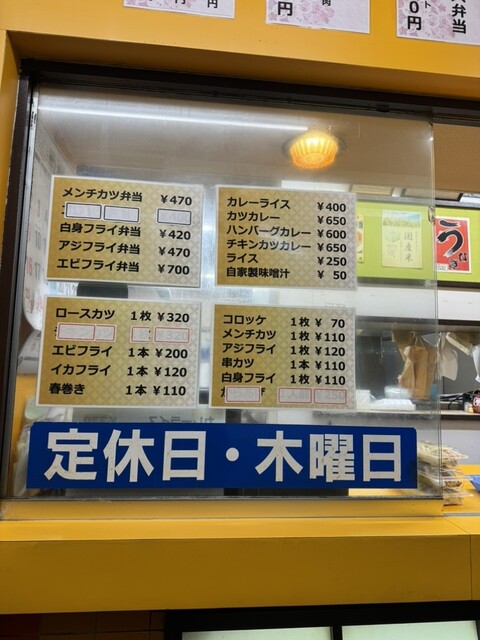 円
円
肉
ト
0円
弁当
メンチカツ弁当 ¥470
白身フライ弁当 ¥420
アジフライ弁当 ¥470
エビフライ弁当 ¥700
カレーライス ¥400
カツカレー ¥650
ハンバーグカレー ¥600
チキンカツカレー ¥650
ライス ¥250
自家製味噌汁 ¥ 50
国産米
ロースカツ 1枚 ¥320
エビフライ 1本 ¥200
イカフライ 1本 ¥120
春巻き 1本 ¥110
コロッケ 1枚 ¥ 70
メンチカツ 1枚 ¥110
アジフライ 1枚 ¥120
串カツ 1本 ¥110
白身フライ 1枚 ¥110
定休日・木曜日